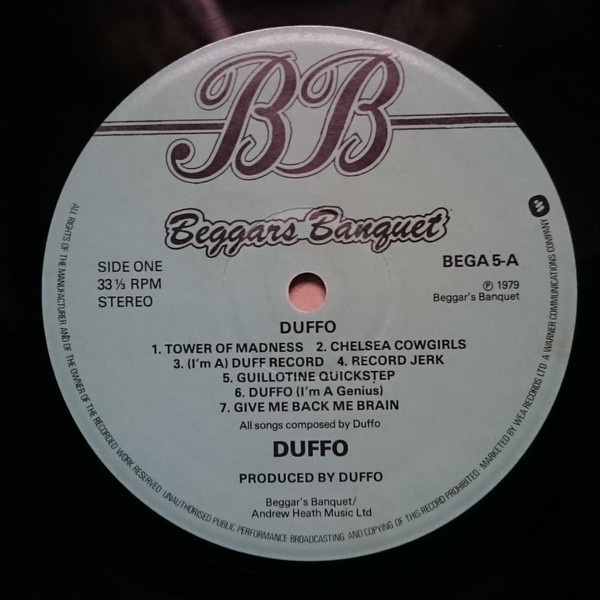 BB
Beggars Banquet
SIDE ONE
33 ⅓ RPM
STEREO
BEGA 5-A
℗ 1979
Beggar's Banquet
DUFFO
1. TOWER OF MADNESS 2. CHELSEA COWGIRLS
3. (I'm A) DUFF RECORD 4. RECORD JERK
5. GUILLOTINE QUICKSTEP
6. DUFFO (I'm A Genius)
7. GIVE ME BACK ME BRAIN
All songs composed by Duffo
DUFFO
PRODUCED BY DUFFO
Beggar's Banquet/
Andrew Heath Music Ltd
ALL RIGHTS OF THE MANUFACTURER AND OF THE OWNER OF THE RECORDED WORK RESERVED UNAUTHORISED PUBLIC PERFORMANCE BROADCASTING AND COPYING OF THIS RECORD PROHIBITED MARKETED BY WEA RECORDS LTD A WARNER COMMUNICATIONS COMPANY